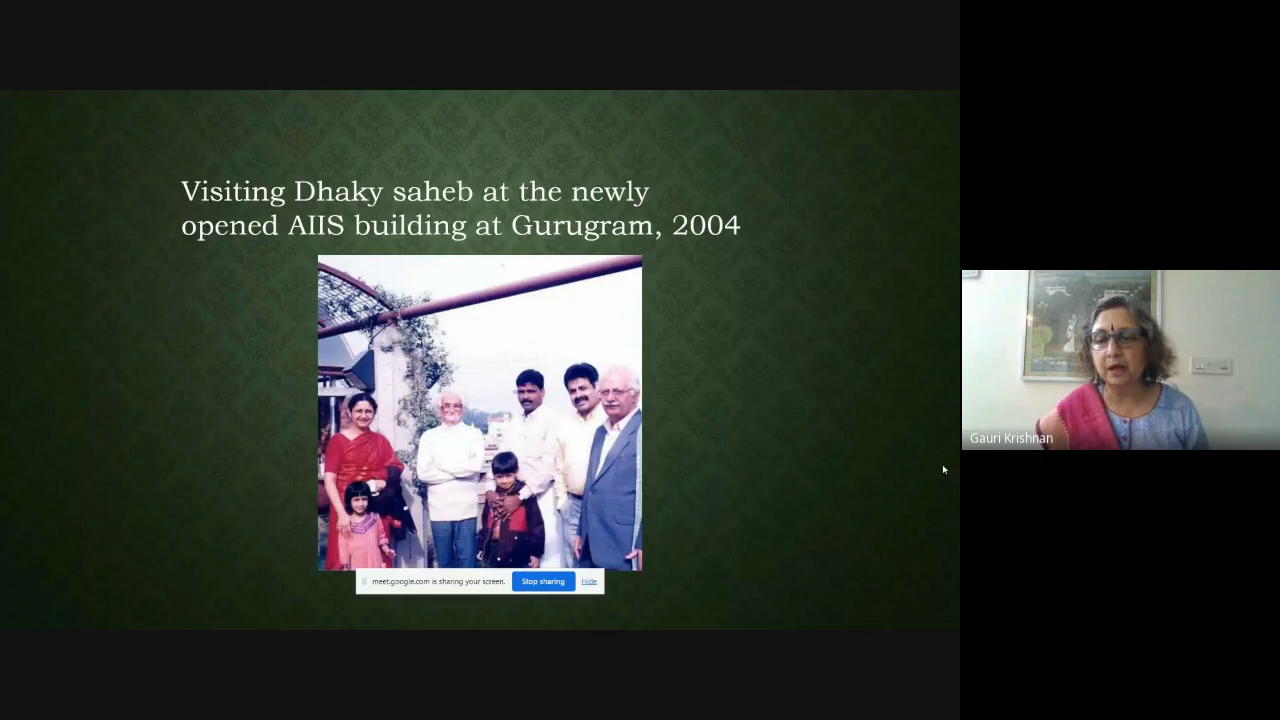 Visiting Dhaky saheb at the newly
opened AIIS building at Gurugram, 2004
meet.google.com is sharing your screen. Stop sharing Hide
Gauri Krishnan